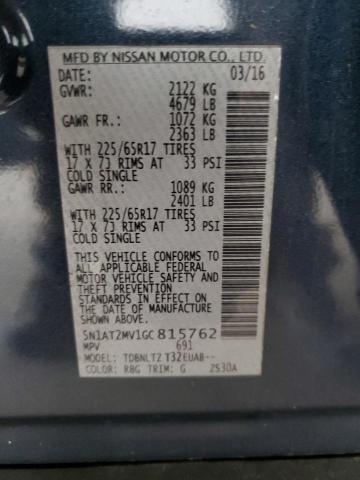 MFD BY NISSAN MOTOR CO., LTD.
DATE: 03/16
GVWR: 2122 KG
4679 LB
GAWR FR.: 1072 KG
2363 LB
WITH 225/65R17 TIRES
17 X 7J RIMS AT 33 PSI
COLD SINGLE
GAWR RR.: 1089 KG
2401 LB
WITH 225/65R17 TIRES
17 X 7J RIMS AT 33 PSI
COLD SINGLE
THIS VEHICLE CONFORMS TO
ALL APPLICABLE FEDERAL
MOTOR VEHICLE SAFETY AND
THEFT PREVENTION
STANDARDS IN EFFECT ON THE
DATE OF MANUFACTURE SHOWN
ABOVE.
5N1AT2MV1GC815762
MPV 691
MODEL: TDBNLTZ T32EUAB--
COLOR: RBG TRIM: G 2530A